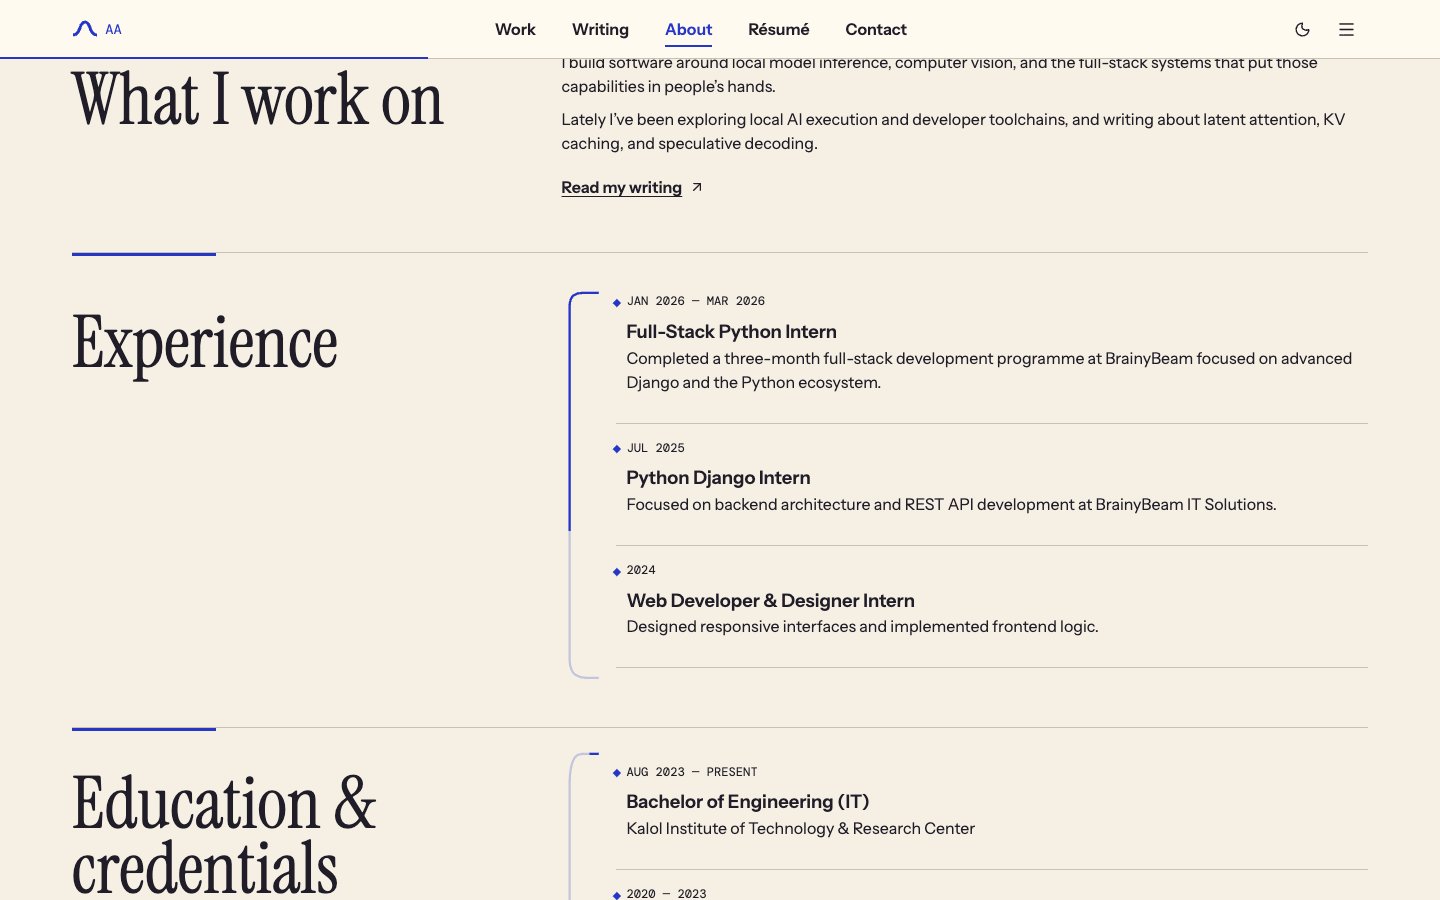 AA
Work
Writing
About
Résumé
Contact
What I work on
I build software around local model inference, computer vision, and the full-stack systems that put those
capabilities in people’s hands.
Lately I’ve been exploring local AI execution and developer toolchains, and writing about latent attention, KV
caching, and speculative decoding.
Read my writing
Experience
JAN 2026 — MAR 2026
Full-Stack Python Intern
Completed a three-month full-stack development programme at BrainyBeam focused on advanced
Django and the Python ecosystem.
JUL 2025
Python Django Intern
Focused on backend architecture and REST API development at BrainyBeam IT Solutions.
2024
Web Developer & Designer Intern
Designed responsive interfaces and implemented frontend logic.
Education &
credentials
AUG 2023 — PRESENT
Bachelor of Engineering (IT)
Kalol Institute of Technology & Research Center
2020 — 2023